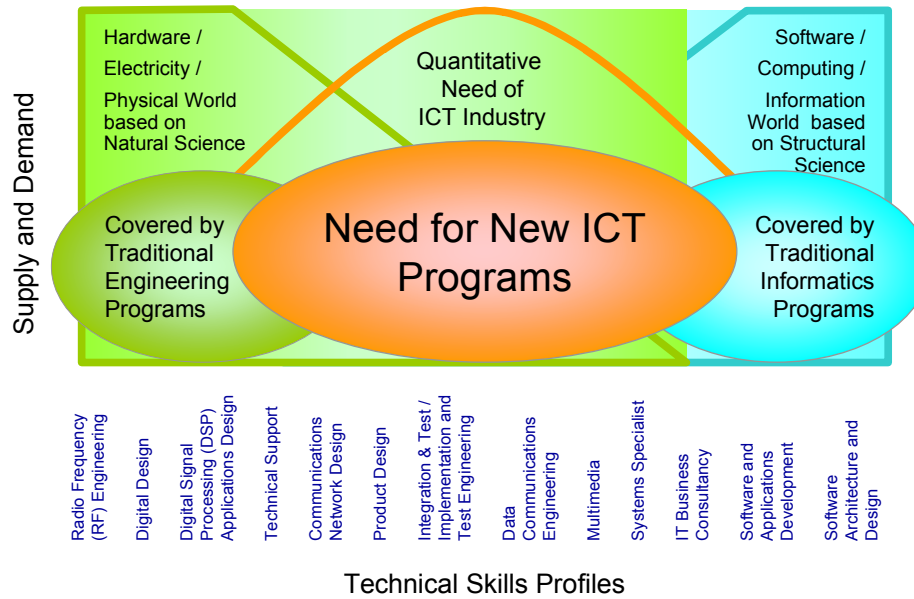 Hardware /
Electricity /
Physical World
based on
Natural Science
Quantitative
Need of
ICT Industry
Software /
Computing /
Information
World based
on Structural
Science
Supply and Demand
Covered by
Traditional
Engineering
Programs
Need for New ICT
Programs
Covered by
Traditional
Informatics
Programs
Radio Frequency
(RF) Engineering
Digital Design
Digital Signal
Processing (DSP)
Applications Design
Technical Support
Communications
Network Design
Product Design
Integration & Test /
Implementation and
Test Engineering
Data
Communications
Engineering
Multimedia
Systems Specialist
IT Business
Consultancy
Software and
Applications
Development
Software
Architecture and
Design
Technical Skills Profiles